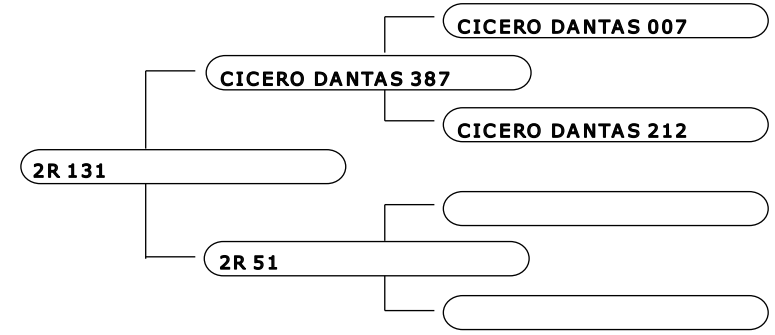 CICERO DANTAS 007
CICERO DANTAS 387
CICERO DANTAS 212
2R 131
2R 51